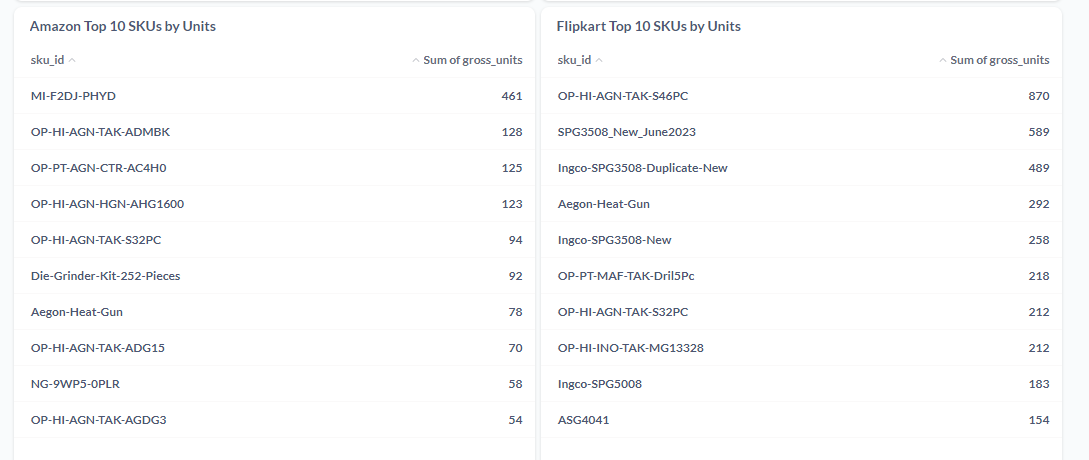 Amazon Top 10 SKUs by Units
sku_id Sum of gross_units
MI-F2DJ-PHYD 461
OP-HI-AGN-TAK-ADMBK 128
OP-PT-AGN-CTR-AC4H0 125
OP-HI-AGN-HGN-AHG1600 123
OP-HI-AGN-TAK-S32PC 94
Die-Grinder-Kit-252-Pieces 92
Aegon-Heat-Gun 78
OP-HI-AGN-TAK-ADG15 70
NG-9WP5-0PLR 58
OP-HI-AGN-TAK-AGDG3 54
Flipkart Top 10 SKUs by Units
sku_id Sum of gross_units
OP-HI-AGN-TAK-S46PC 870
SPG3508_New_June2023 589
Ingco-SPG3508-Duplicate-New 489
Aegon-Heat-Gun 292
Ingco-SPG3508-New 258
OP-PT-MAF-TAK-Dril5Pc 218
OP-HI-AGN-TAK-S32PC 212
OP-HI-INO-TAK-MG13328 212
Ingco-SPG5008 183
ASG4041 154